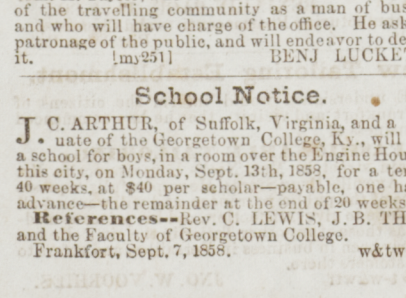 of the travelling community as a man of bus
and who will have charge of the office. He ask
patronage of the public, and will endeavor to de
it. [my251] BENJ LUCKE
School Notice.
J. C. ARTHUR, of Suffolk, Virginia, and a
uate of the Georgetown College, Ky., will
a school for boys, in a room over the Engine Hou
this city, on Monday, Sept. 13th, 1858, for a te
40 weeks, at $40 per scholar—payable, one ha
advance—the remainder at the end of 20 weeks
References--Rev. C. LEWIS, J. B. TH
and the Faculty of Georgetown College.
Frankfort, Sept. 7, 1858. w&tw